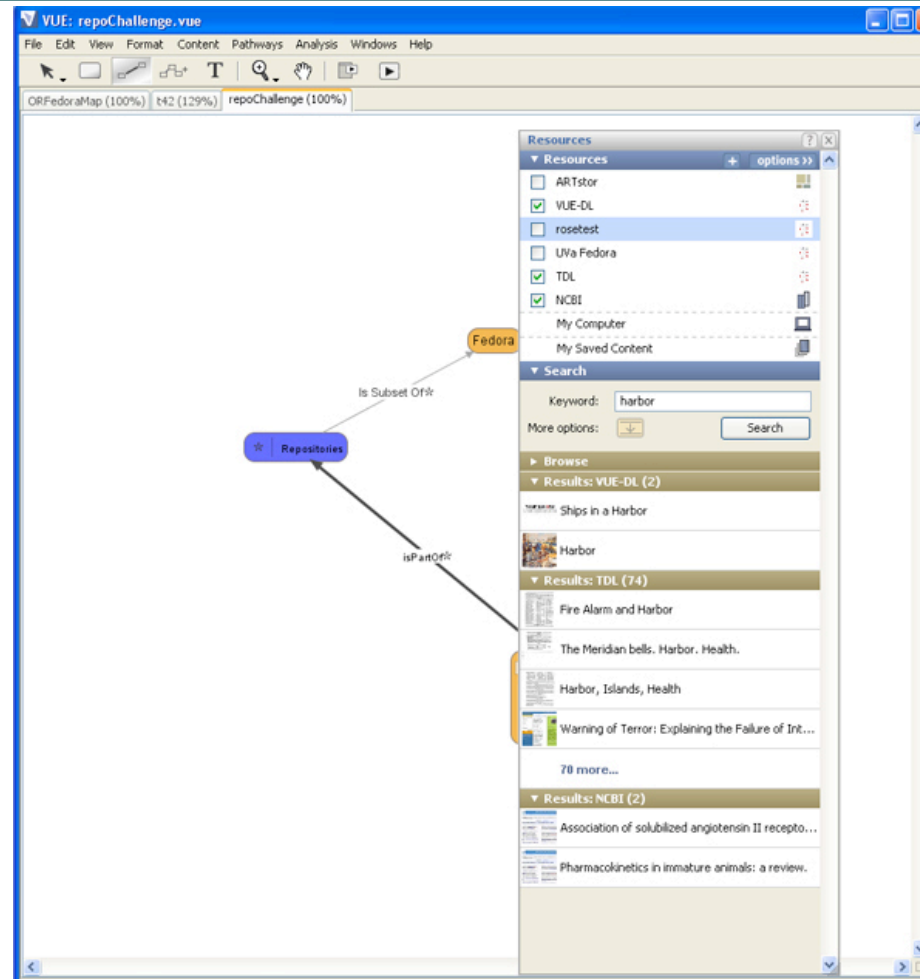 VUE: repoChallenge.vue
File Edit View Format Content Pathways Analysis Windows Help
T
ORFedoraMap (100%) t42 (129%) repoChallenge (100%)
Resources
Resources + options >>
ARTstor
VUE-DL
rosetest
UVa Fedora
TDL
NCBI
My Computer
My Saved Content
Search
Keyword: harbor
More options: Search
Browse
Results: VUE-DL (2)
Ships in a Harbor
Harbor
Results: TDL (74)
Fire Alarm and Harbor
The Meridian bells. Harbor. Health.
Harbor, Islands, Health
Warning of Terror: Explaining the Failure of Int...
70 more...
Results: NCBI (2)
Association of solubilized angiotensin II recepto...
Pharmacokinetics in immature animals: a review.
Fedora
Is Subset Of
Repositories
isPartOf